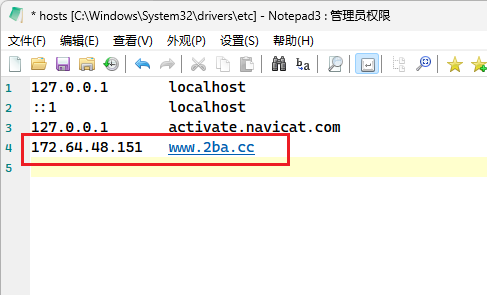 * hosts [C:\Windows\System32\drivers\etc] - Notepad3 : 管理员权限
文件(F) 编辑(E) 查看(V) 外观(P) 设置(S) 帮助(H)
1 127.0.0.1 localhost
2 ::1 localhost
3 127.0.0.1 activate.navicat.com
4 172.64.48.151 www.2ba.cc
5